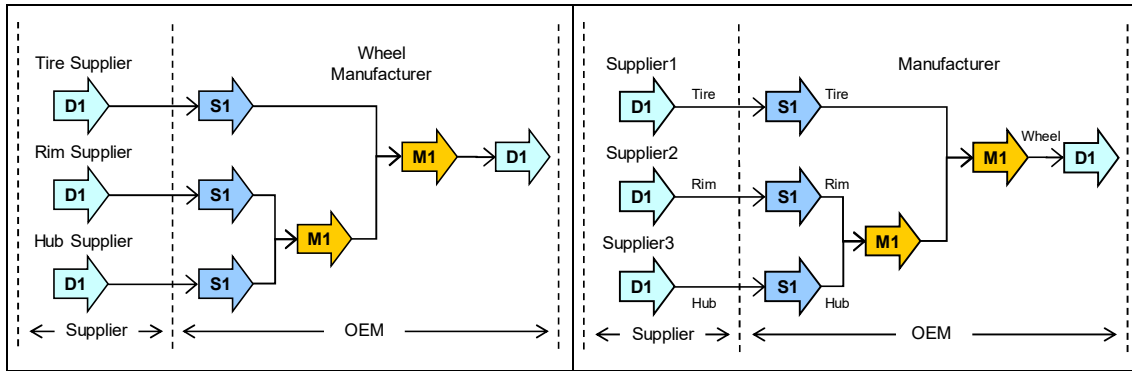 Wheel
Manufacturer
Tire Supplier
D1
S1
Rim Supplier
D1
S1
M1
D1
Hub Supplier
M1
D1
S1
Supplier
OEM
Manufacturer
Supplier1
D1
Tire
S1
Tire
Supplier2
Wheel
M1
D1
D1
Rim
S1
Rim
Supplier3
M1
D1
Hub
S1
Hub
Supplier
OEM